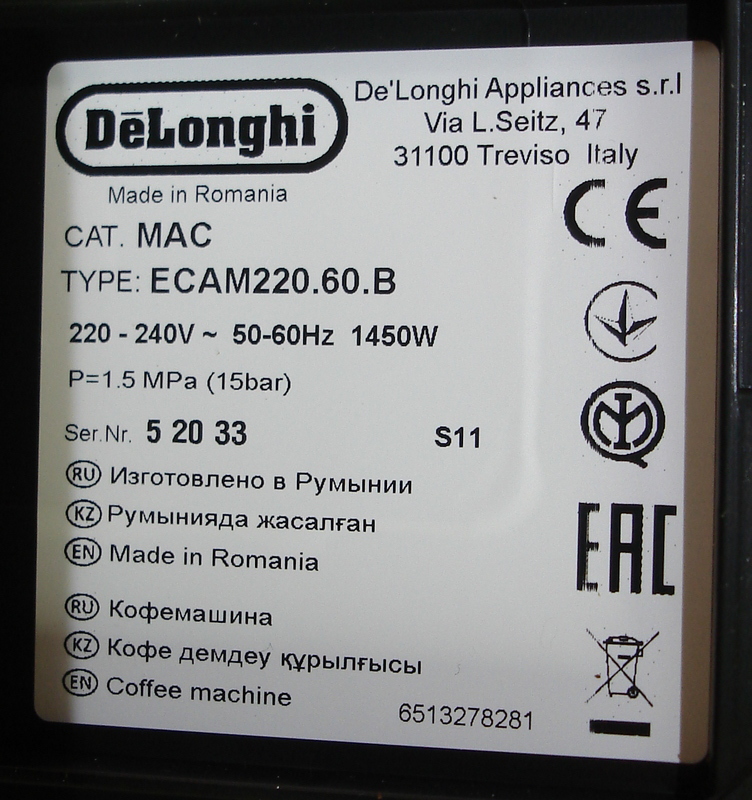 DeLonghi
De'Longhi Appliances s.r.l
Via L.Seitz, 47
31100 Treviso Italy
Made in Romania
CAT. MAC
TYPE: ECAM220.60.B
220 - 240V ~ 50-60Hz 1450W
P=1.5 MPa (15bar)
Ser.Nr. 5 20 33 S11
RU Изготовлено в Румынии
KZ Румынияда жасалған
EN Made in Romania
RU Кофемашина
KZ Кофе демдеу құрылғысы
EN Coffee machine
6513278281
CE
EAC